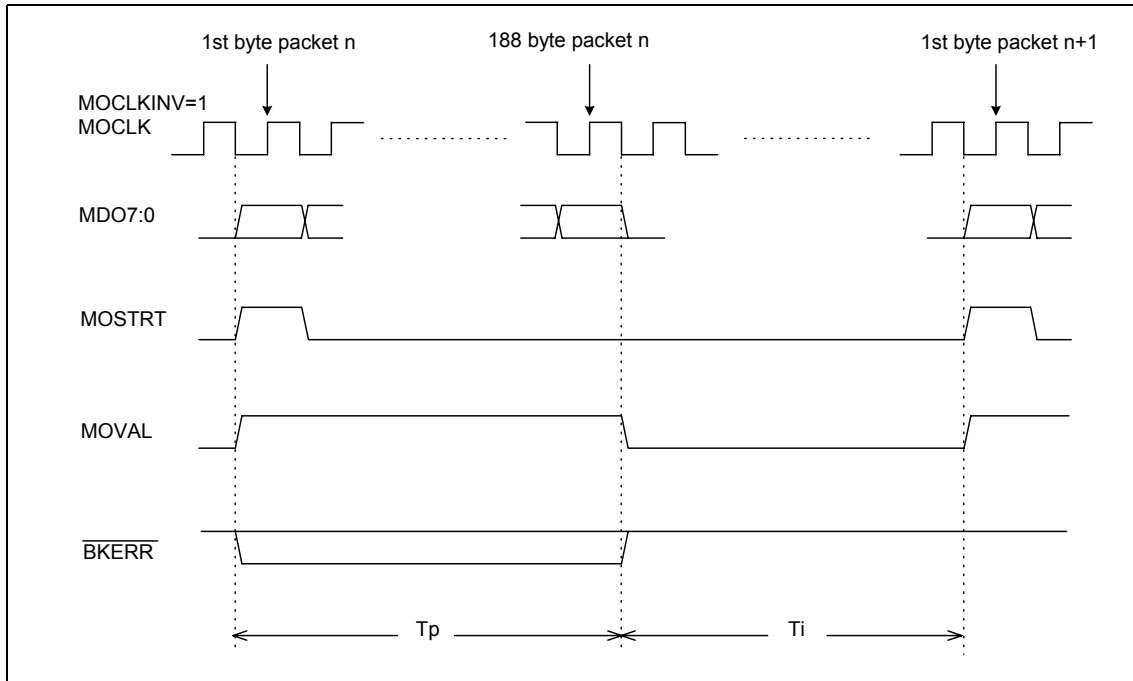 1st byte packet n
188 byte packet n
1st byte packet n+1
MOCLKINV=1
MOCLK
MDO7:0
MOSTRT
MOVAL
BKERR
Tp
Ti